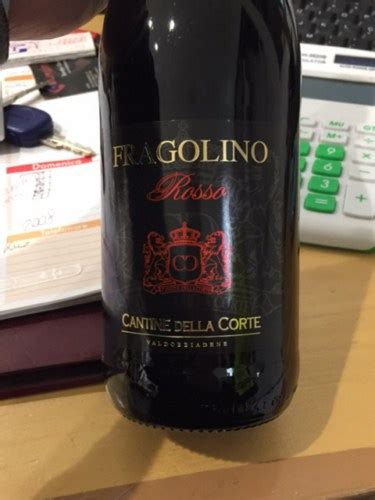 FRAGOLINO
Rosso
CANTINE DELLA CORTE
VALDOBBIADENE
Domenica